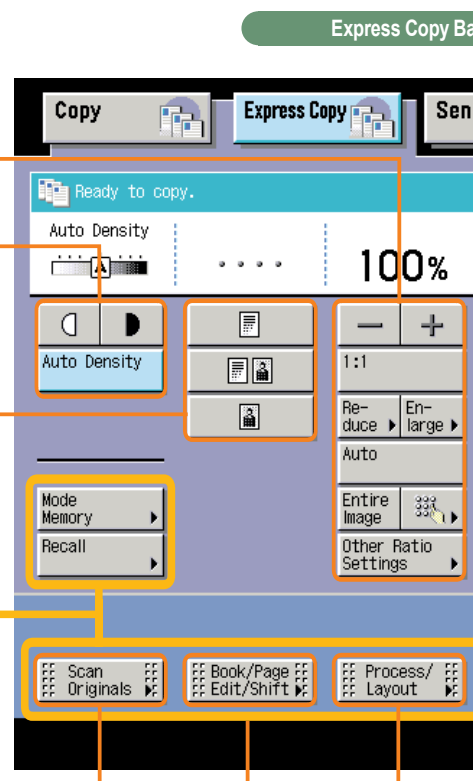 Express Copy Ba
Copy
Express Copy
Sen
Ready to copy.
Auto Density
A
100%
Auto Density
1:1
Re-
duce
En-
large
Auto
Mode
Memory
Entire
Image
Recall
Other Ratio
Settings
Scan
Originals
Book/Page
Edit/Shift
Process/
Layout